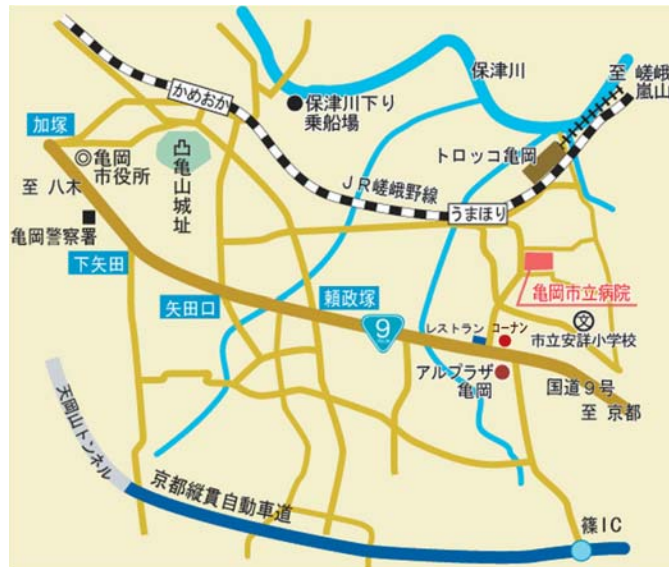 保津川
至 嵯峨
嵐山
かめおか
保津川下り
乗船場
加塚
亀岡
市役所
凸
亀山城址
トロッコ亀岡
至 八木
JR嵯峨野線
うまほり
亀岡警察署
下矢田
矢田口
頼政塚
9
亀岡市立病院
文
市立安詳小学校
レストラン
コーナン
アルプラザ
亀岡
国道9号
至 京都
天岡山トンネル
京都縦貫自動車道
篠IC